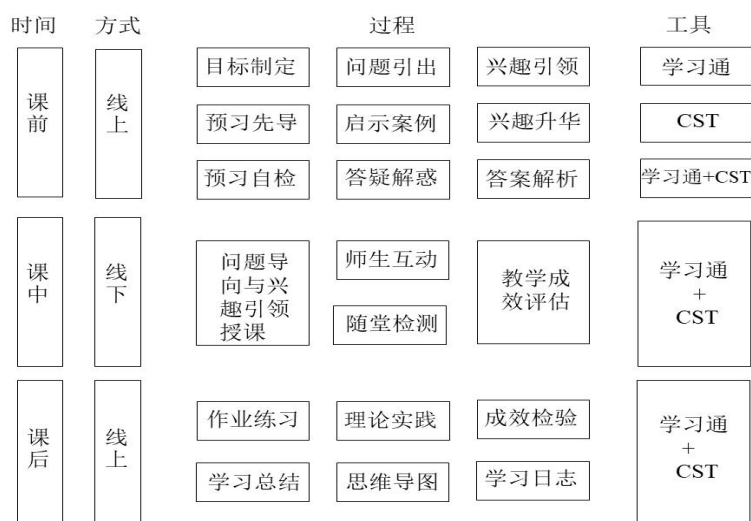 时间 方式 过程 工具
课前
线上
目标制定 问题引出 兴趣引领 学习通
预习先导 启示案例 兴趣升华 CST
预习自检 答疑解惑 答案解析 学习通+CST
课中
线下
问题导
向与兴
趣引领
授课
师生互动
随堂检测
教学成
效评估
学习通
+
CST
课后
线上
作业练习 理论实践 成效检验
学习总结 思维导图 学习日志
学习通
+
CST